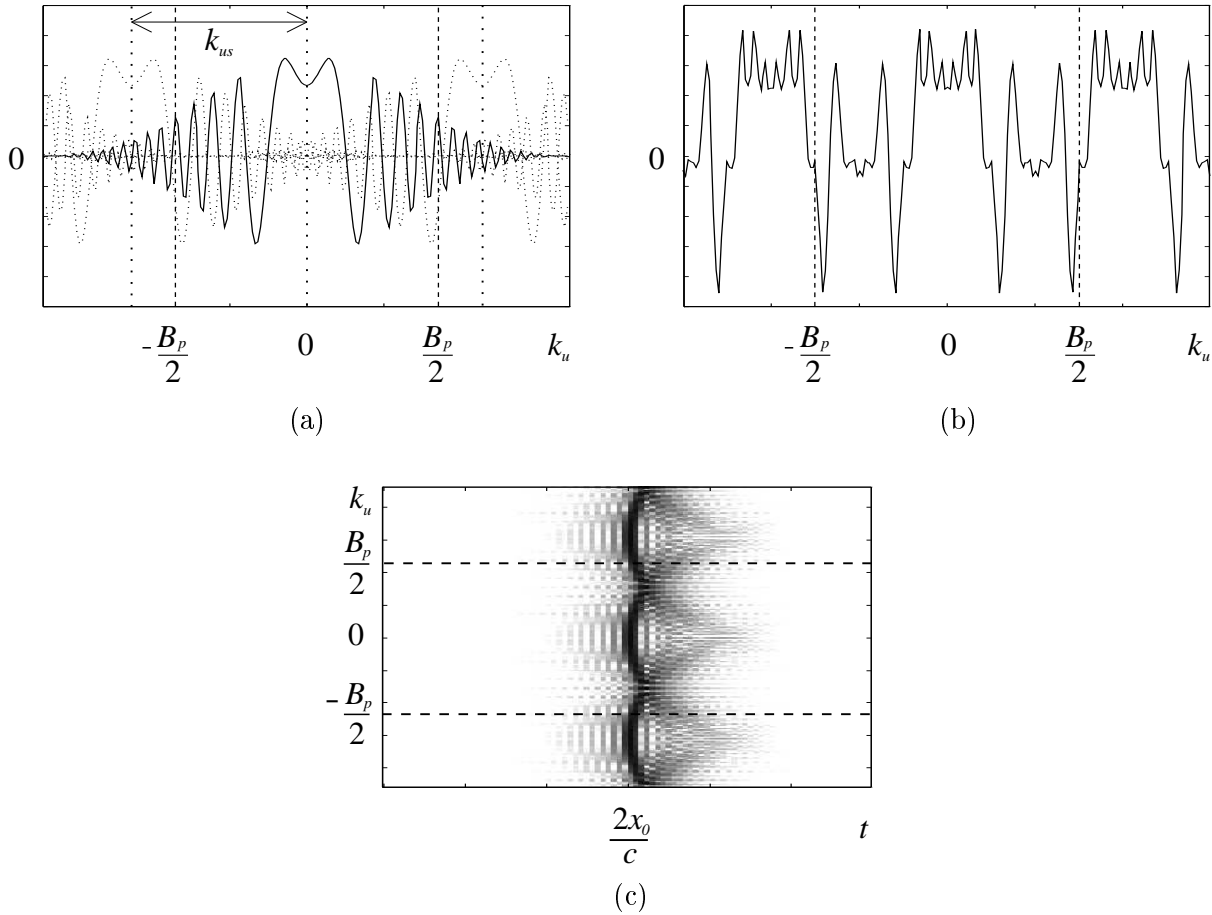 k_us
0
-B_p/2 0 B_p/2 k_u
(a)
0
-B_p/2 0 B_p/2 k_u
(b)
k_u
B_p/2
0
-B_p/2
2x_0/c t
(c)